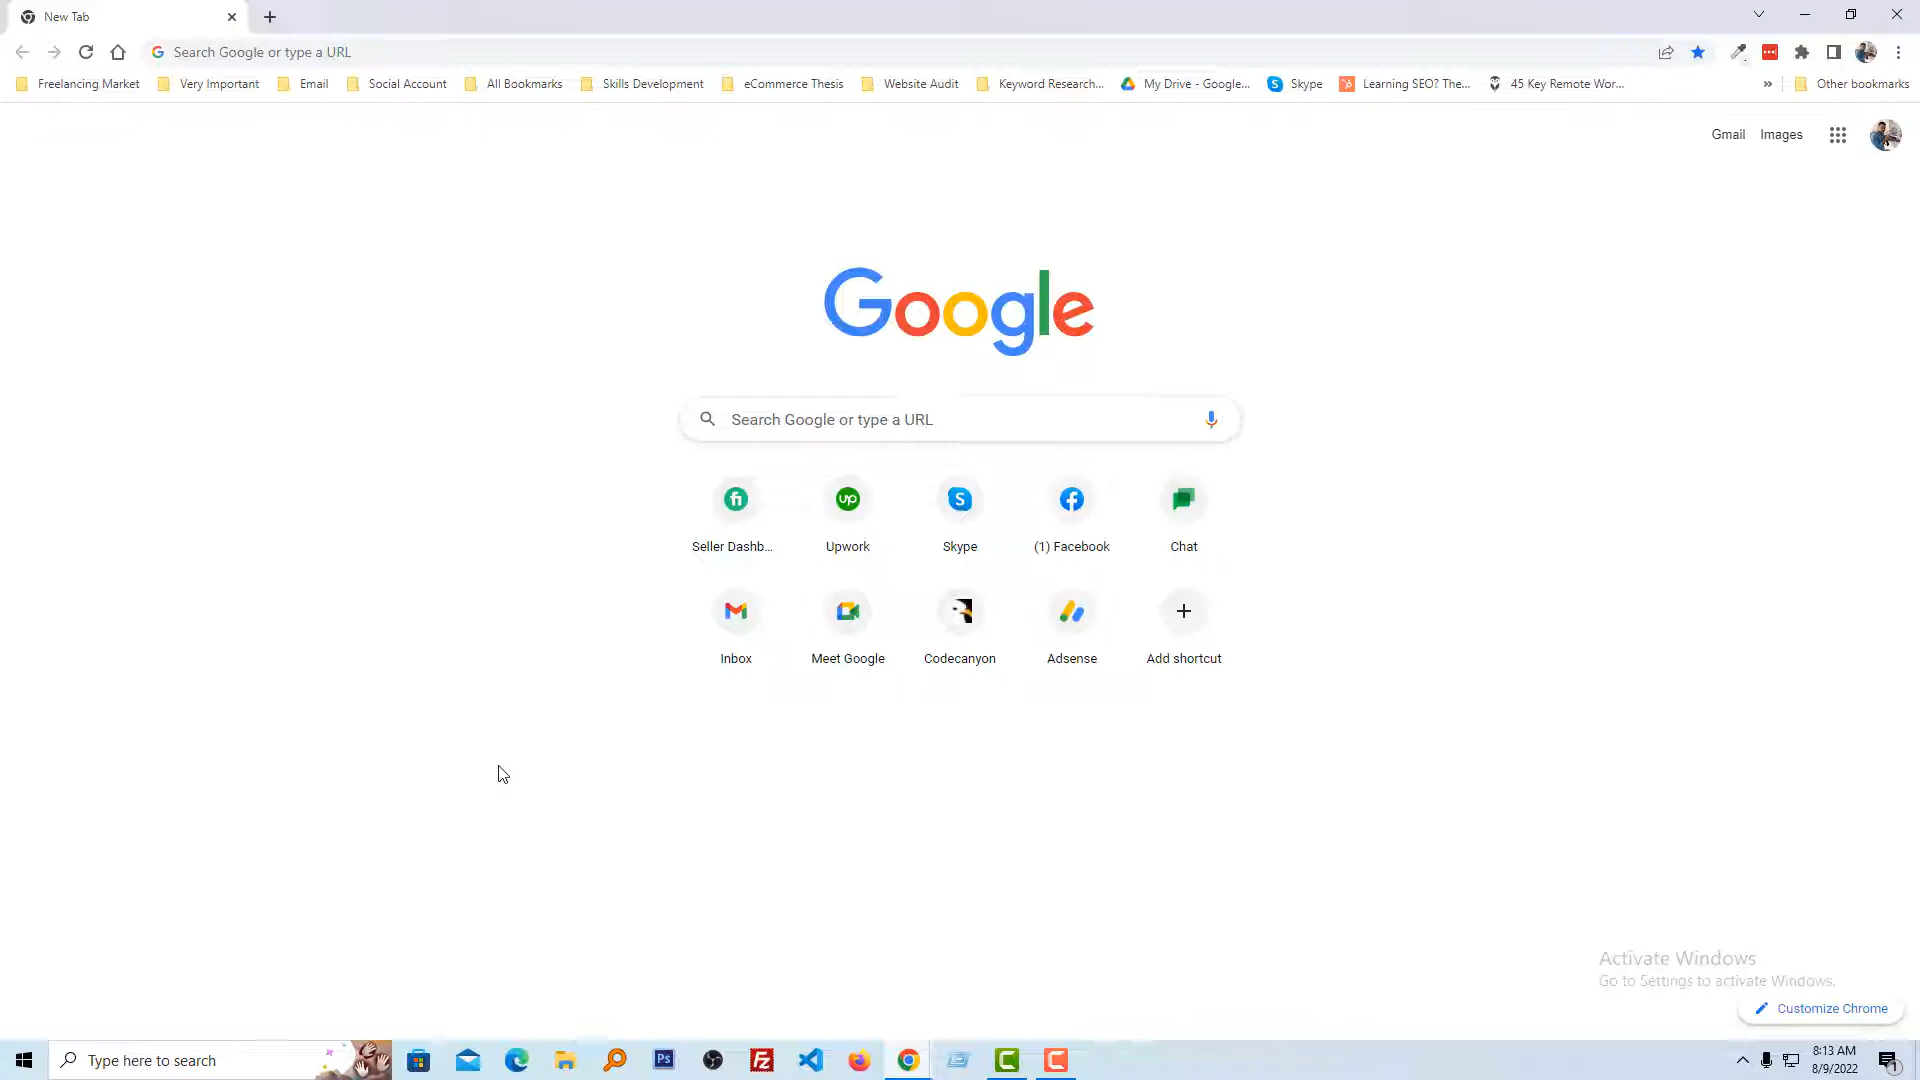 New Tab
Search Google or type a URL
Freelancing Market
Very Important
Email
Social Account
All Bookmarks
Skills Development
eCommerce Thesis
Website Audit
Keyword Research...
My Drive - Google...
Skype
Learning SEO? The...
45 Key Remote Wor...
»
Other bookmarks
Gmail
Images
Google
Search Google or type a URL
Seller Dashb...
Upwork
Skype
(1) Facebook
Chat
Inbox
Meet Google
Codecanyon
Adsense
Add shortcut
Activate Windows
Go to Settings to activate Windows.
Customize Chrome
Type here to search
8:13 AM
8/9/2022